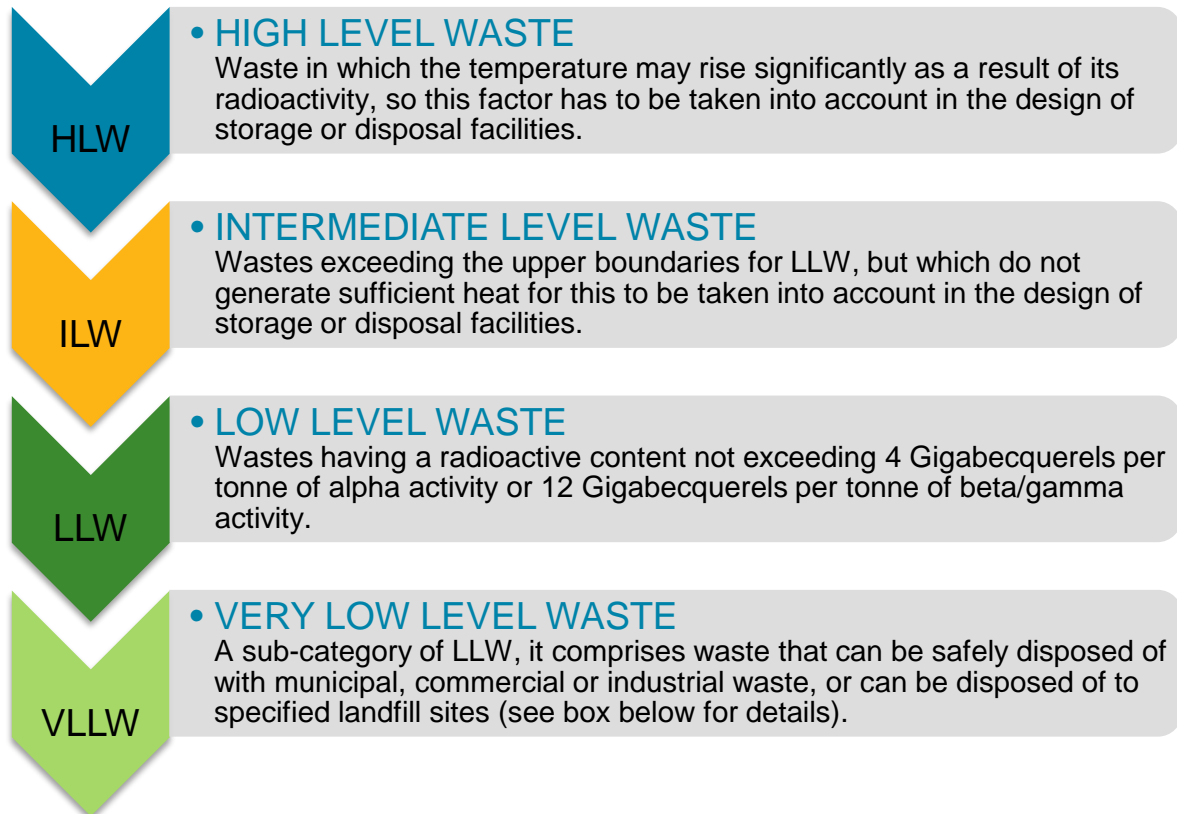 • HIGH LEVEL WASTE
Waste in which the temperature may rise significantly as a result of its
radioactivity, so this factor has to be taken into account in the design of
storage or disposal facilities.
HLW
• INTERMEDIATE LEVEL WASTE
Wastes exceeding the upper boundaries for LLW, but which do not
generate sufficient heat for this to be taken into account in the design of
storage or disposal facilities.
ILW
• LOW LEVEL WASTE
Wastes having a radioactive content not exceeding 4 Gigabecquerels per
tonne of alpha activity or 12 Gigabecquerels per tonne of beta/gamma
activity.
LLW
• VERY LOW LEVEL WASTE
A sub-category of LLW, it comprises waste that can be safely disposed of
with municipal, commercial or industrial waste, or can be disposed of to
specified landfill sites (see box below for details).
VLLW